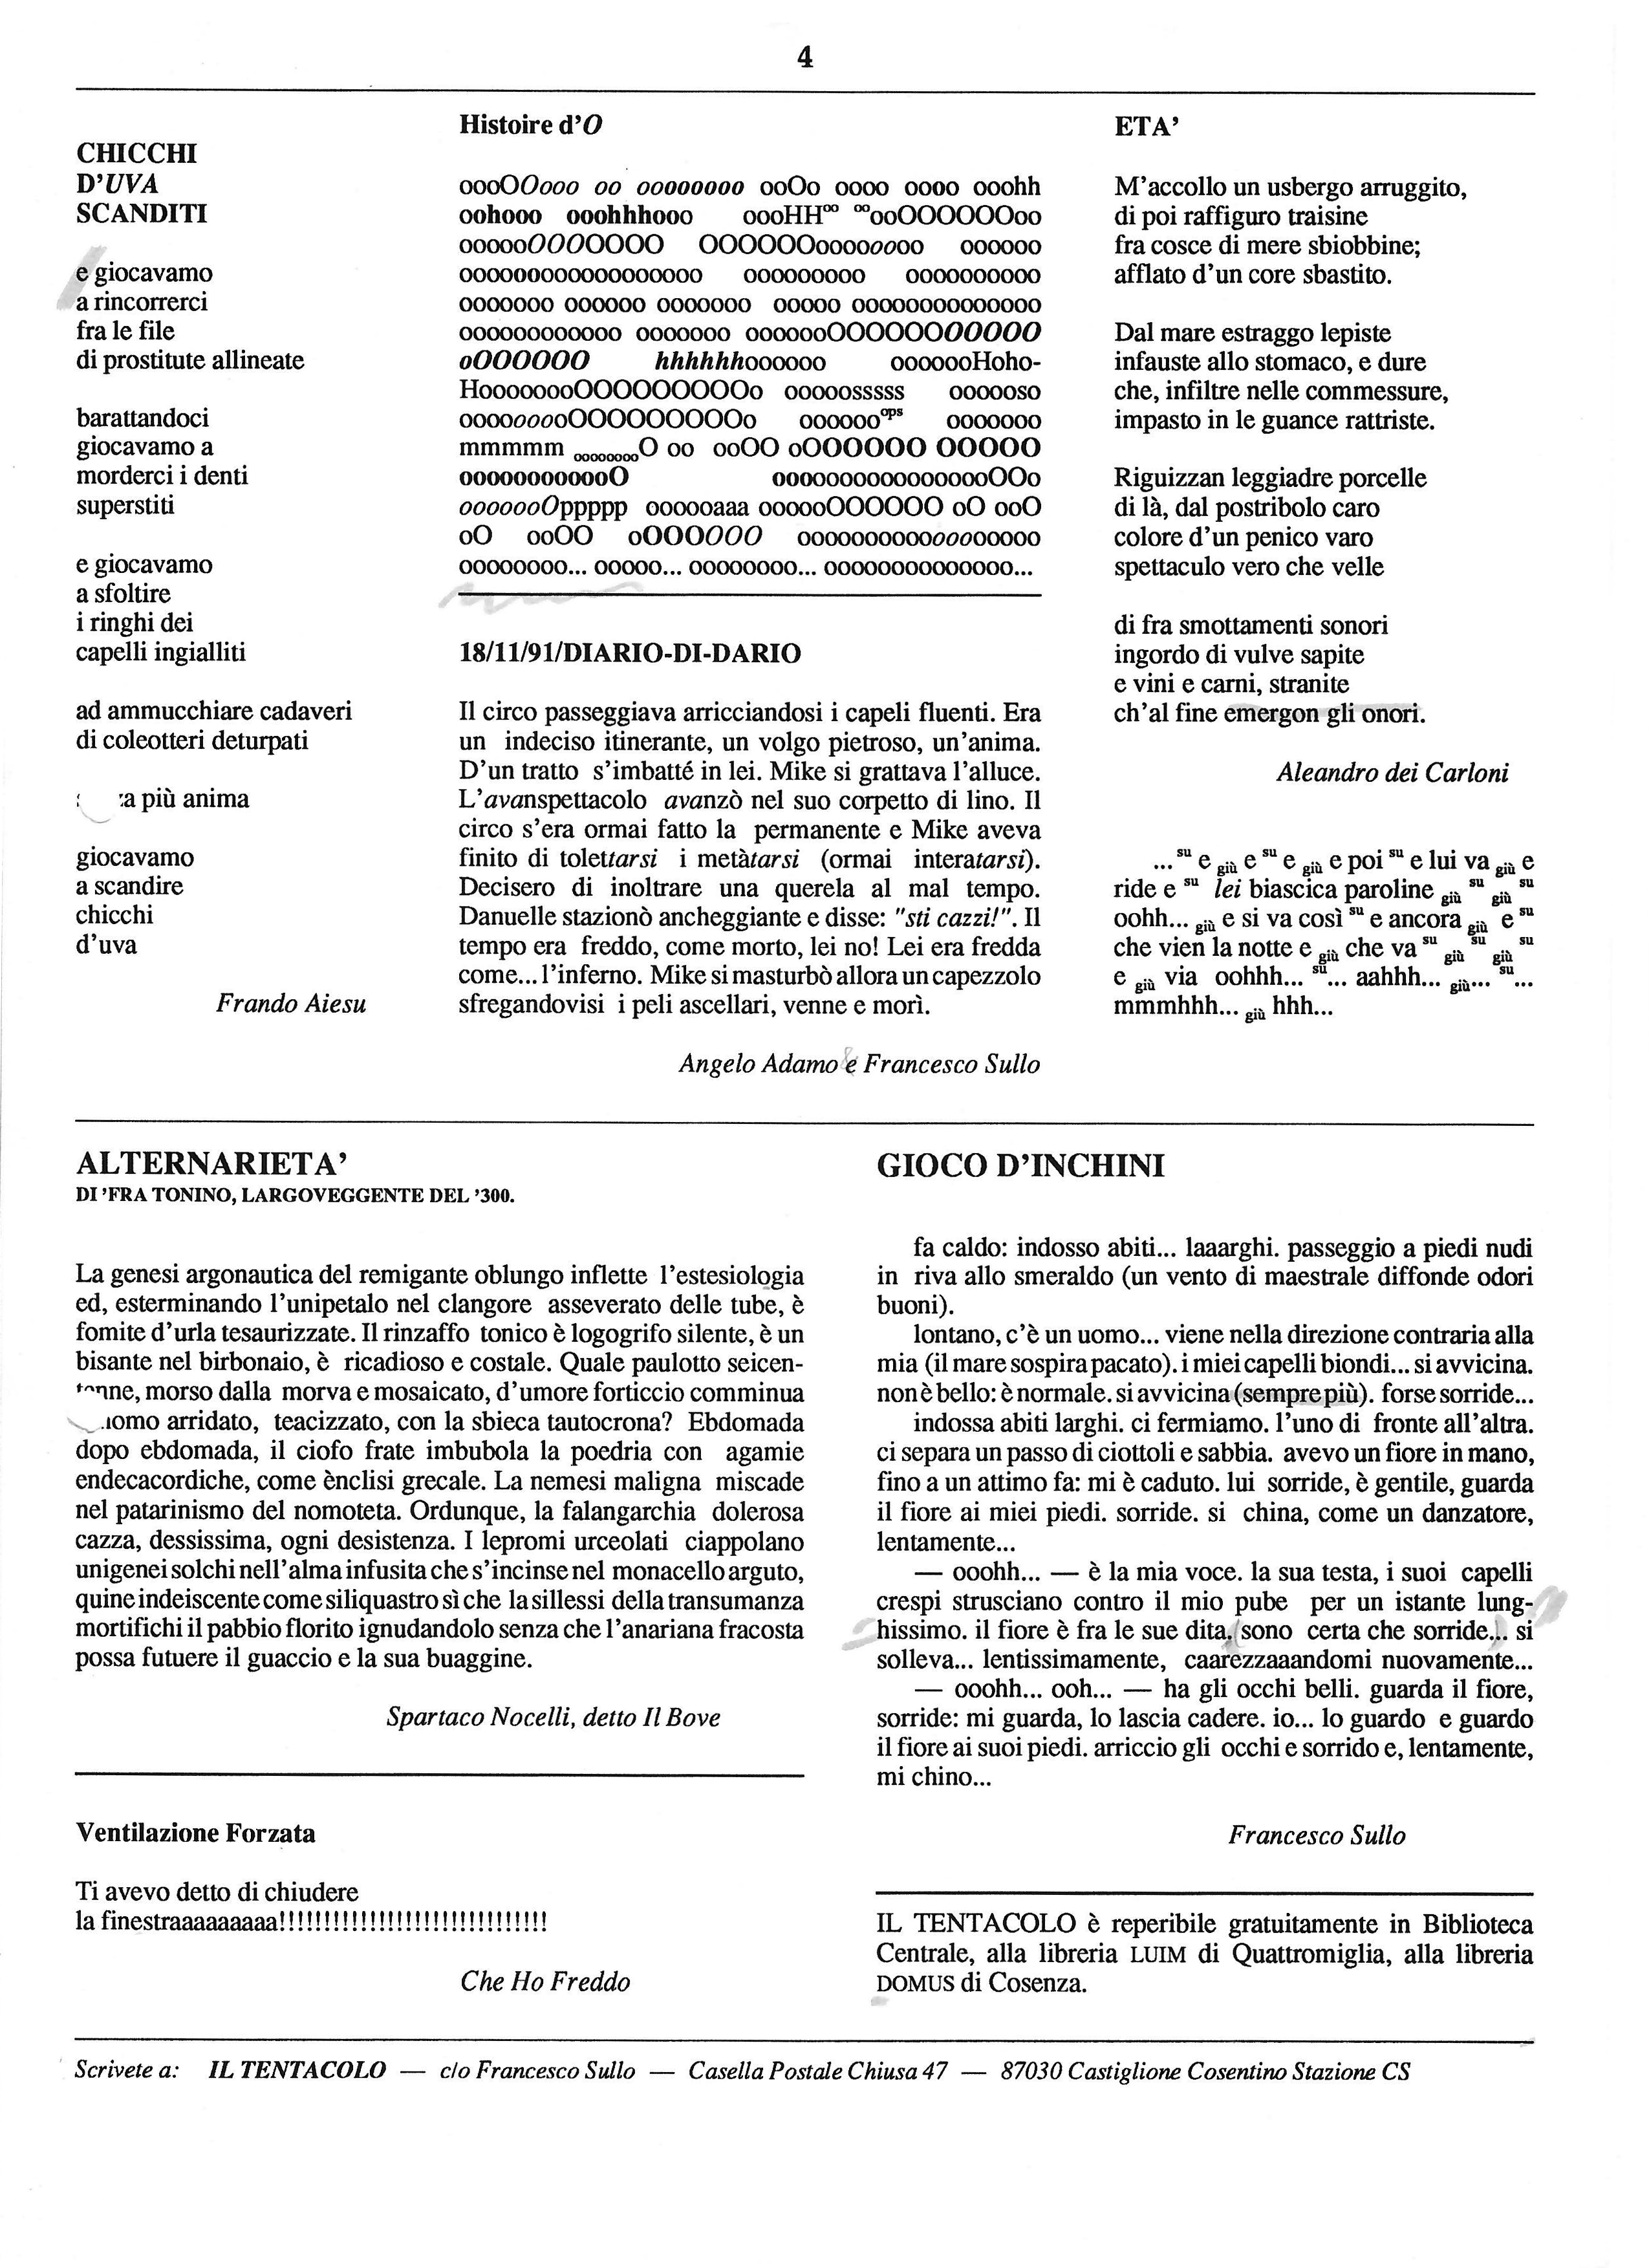 4
CHICCHI
D'UVA
SCANDITI
e giocavamo
a rincorrerci
fra le file
di prostitute allineate
barattandoci
giocavamo a
morderci i denti
superstiti
e giocavamo
a sfoltire
i ringhi dei
capelli ingialliti
ad ammucchiare cadaveri
di coleotteri deturpati
più anima
giocavamo
a scandire
chicchi
d'uva
Frando Aiesu
Histoire d'O
oooOOooo oo oooooooo ooOo oooo oooo ooohh
oohooo ooohhhooo oooHHoo ooooOOOOOOOoo
oooooOOOOOOOO OOOOOOOooooooooo oooooo
oooooooooooooooooo ooooooooo oooooooooo
ooooooo oooooo ooooooo ooooo oooooooooooooo
oooooooooooo ooooooo ooooooOOOOOOOOOOOO
oOOOOOO hhhhhhoooooo ooooooHoho-
HoooooooOOOOOOOOOOo ooooosssss oooooso
ooooooooOOOOOOOOOOo ooooooops ooooooo
mmmmm ooooooooO oo ooOO oOOOOOOO OOOOO
oooooooooooO ooooooooooooooooOOo
ooooooOppppp oooooaaa oooooOOOOOOO oO ooO
oO ooOO oOOOOOOO oooooooooooooooooo
oooooooo... ooooo... oooooooo... oooooooooooooo...
18/11/91/DIARIO-DI-DARIO
Il circo passeggiava arricciandosi i capeli fluenti. Era
un indeciso itinerante, un volgo pietroso, un'anima.
D'un tratto s'imbatté in lei. Mike si grattava l'alluce.
L'avanspettacolo avanzò nel suo corpetto di lino. Il
circo s'era ormai fatto la permanente e Mike aveva
finito di tolettarsi i metàtarsi (ormai interatarsi).
Decisero di inoltrare una querela al mal tempo.
Danuelle stazionò ancheggiante e disse: "sti cazzi!". Il
tempo era freddo, come morto, lei no! Lei era fredda
come... l'inferno. Mike si masturbò allora un capezzolo
sfregandovisi i peli ascellari, venne e morì.
Angelo Adamo e Francesco Sullo
ETA'
M'accollo un usbergo arruggito,
di poi raffiguro traisine
fra cosce di mere sbiobbine;
afflato d'un core sbastito.
Dal mare estraggo lepiste
infauste allo stomaco, e dure
che, infiltre nelle commessure,
impasto in le guance rattriste.
Riguizzan leggiadre porcelle
di là, dal postribolo caro
colore d'un penico varo
spettaculo vero che velle
di fra smottamenti sonori
ingordo di vulve sapite
e vini e carni, stranite
ch'al fine emergon gli onori.
Aleandro dei Carloni
... su e giù e su e giù e poi su e lui va giù e
ride e su lei biascica paroline giù su giù su
oohh... giù e si va così su e ancora giù e su
che vien la notte e giù che va su giù su giù su
e giù via oohhh... su... aahhh... giù... su...
mmmhhh... giù hhh...
ALTERNARIETA'
DI 'FRA TONINO, LARGOVEGGENTE DEL '300.
La genesi argonautica del remigante oblungo inflette l'estesiologia
ed, esterminando l'unipetalo nel clangore asseverato delle tube, è
fomite d'urla tesaurizzate. Il rinzaffo tonico è logogrifo silente, è un
bisante nel birbonaio, è ricadioso e costale. Quale paulotto seicen-
morso dalla morva e mosaicato, d'umore forticcio comminua
arridato, teacizzato, con la sbieca tautocrona? Ebdomada
dopo ebdomada, il ciofo frate imbubola la poedria con agamie
endecacordiche, come ènclisi grecale. La nemesi maligna miscade
nel patarinismo del nomoteta. Ordunque, la falangarchia dolerosa
cazza, dessissima, ogni desistenza. I lepromi urceolati ciappolano
unigenei solchi nell'alma infusita che s'incinse nel monacello arguto,
quine indeiscente come siliquastro sì che la sillessi della transumanza
mortifichi il pabbio florito ignudandolo senza che l'anariana fracosta
possa futuere il guaccio e la sua buaggine.
Spartaco Nocelli, detto Il Bove
Ventilazione Forzata
Ti avevo detto di chiudere
la finestraaaaaaaaa!!!!!!!!!!!!!!!!!!!!!!!!!!!!!!
Che Ho Freddo
GIOCO D'INCHINI
fa caldo: indosso abiti... laaarghi. passeggio a piedi nudi
in riva allo smeraldo (un vento di maestrale diffonde odori
buoni).
lontano, c'è un uomo... viene nella direzione contraria alla
mia (il mare sospira pacato). i miei capelli biondi... si avvicina.
non è bello: è normale. si avvicina (sempre più). forse sorride...
indossa abiti larghi. ci fermiamo. l'uno di fronte all'altra.
ci separa un passo di ciottoli e sabbia. avevo un fiore in mano,
fino a un attimo fa: mi è caduto. lui sorride, è gentile, guarda
il fiore ai miei piedi. sorride. si china, come un danzatore,
lentamente...
— ooohh... — è la mia voce. la sua testa, i suoi capelli
crespi strusciano contro il mio pube per un istante lung-
hissimo. il fiore è fra le sue dita. (sono certa che sorride...). si
solleva... lentissimamente, caarezzaaandomi nuovamente...
— ooohh... ooh... — ha gli occhi belli. guarda il fiore,
sorride: mi guarda, lo lascia cadere. io... lo guardo e guardo
il fiore ai suoi piedi. arriccio gli occhi e sorrido e, lentamente,
mi chino...
Francesco Sullo
IL TENTACOLO è reperibile gratuitamente in Biblioteca
Centrale, alla libreria LUIM di Quattromiglia, alla libreria
DOMUS di Cosenza.
Scrivete a: IL TENTACOLO — c/o Francesco Sullo — Casella Postale Chiusa 47 — 87030 Castiglione Cosentino Stazione CS